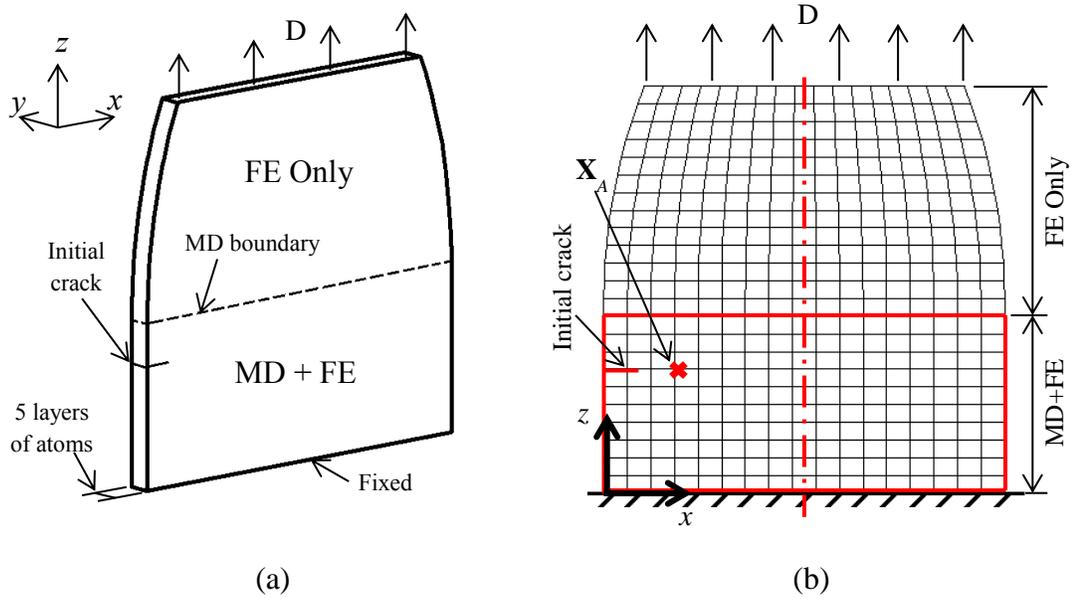 D
z
y
x
FE Only
MD boundary
Initial
crack
MD + FE
5 layers
of atoms
Fixed
(a)
D
X_A
Initial crack
FE Only
MD+FE
z
x
(b)